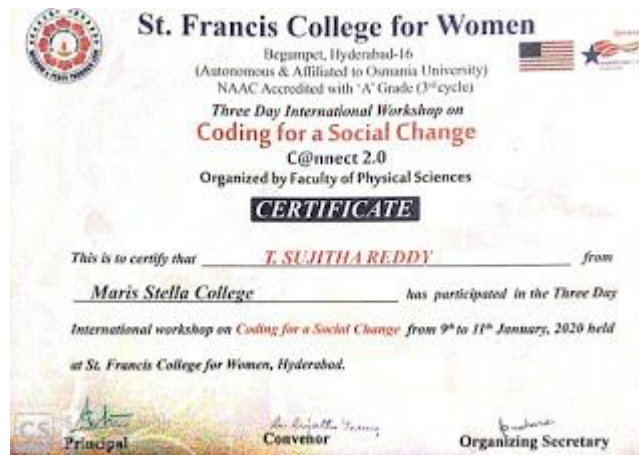 St. Francis College for Women
Begumpet, Hyderabad-16
(Autonomous & Affiliated to Osmania University)
NAAC Accredited with 'A' Grade (3rd cycle)
Three Day International Workshop on
Coding for a Social Change
C@nnect 2.0
Organized by Faculty of Physical Sciences
CERTIFICATE
This is to certify that T. SUJITHA REDDY from
Maris Stella College has participated in the Three Day
International workshop on Coding for a Social Change from 9th to 11th January, 2020 held
at St. Francis College for Women, Hyderabad.
CS
Principal Convenor Organizing Secretary